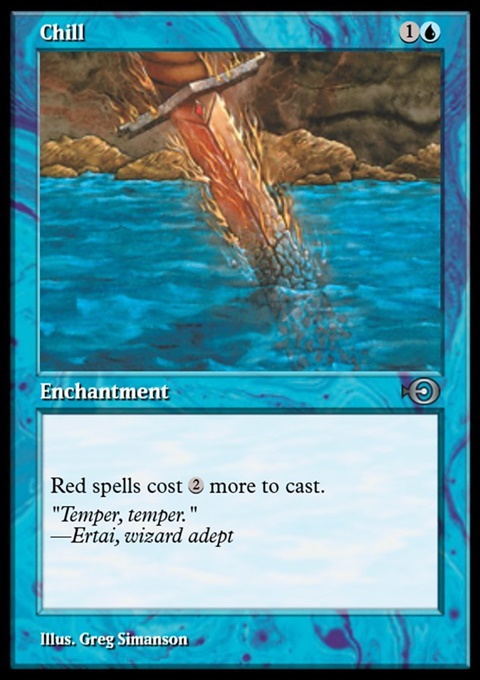 Chill 1
Enchantment
Red spells cost 2 more to cast.
"Temper, temper."
—Ertai, wizard adept
Illus. Greg Simanson